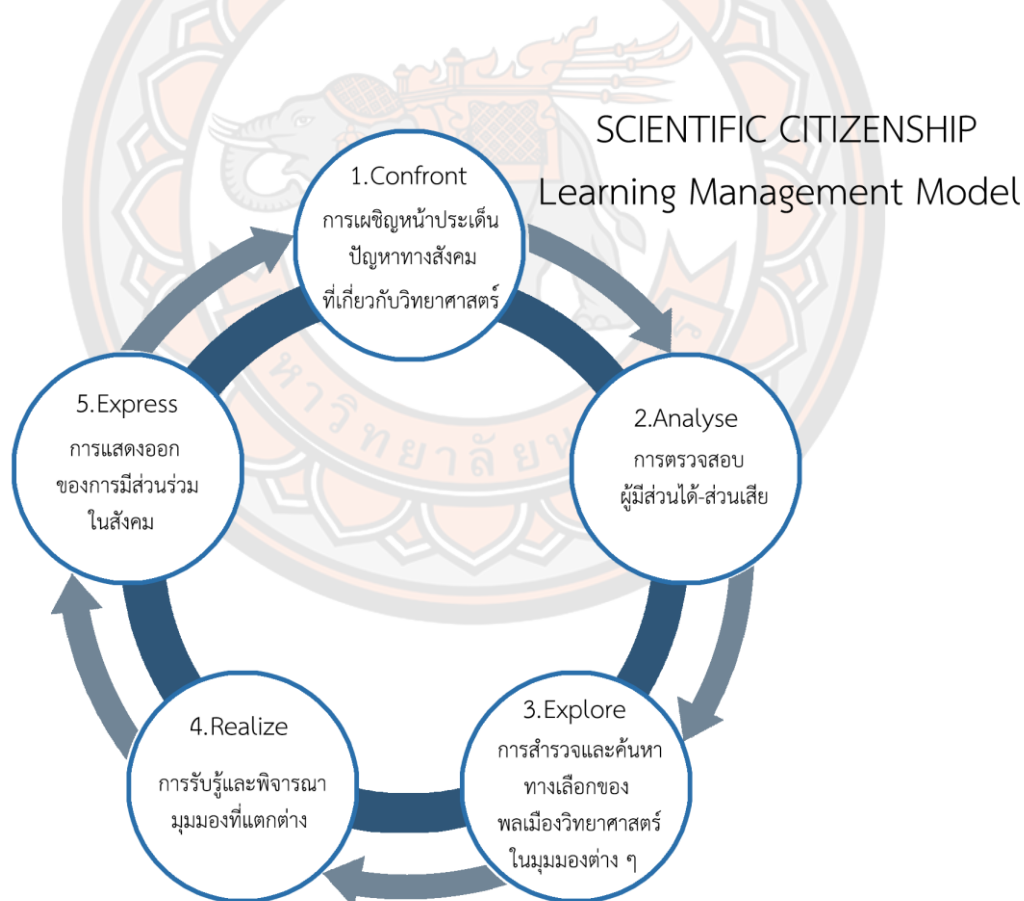 SCIENTIFIC CITIZENSHIP
Learning Management Model
1.Confront
การเผชิญหน้าประเด็น
ปัญหาทางสังคม
ที่เกี่ยวกับวิทยาศาสตร์
2.Analyse
การตรวจสอบ
ผู้มีส่วนได้-ส่วนเสีย
3.Explore
การสำรวจและค้นหา
ทางเลือกของ
พลเมืองวิทยาศาสตร์
ในมุมมองต่าง ๆ
4.Realize
การรับรู้และพิจารณา
มุมมองที่แตกต่าง
5.Express
การแสดงออก
ของการมีส่วนร่วม
ในสังคม